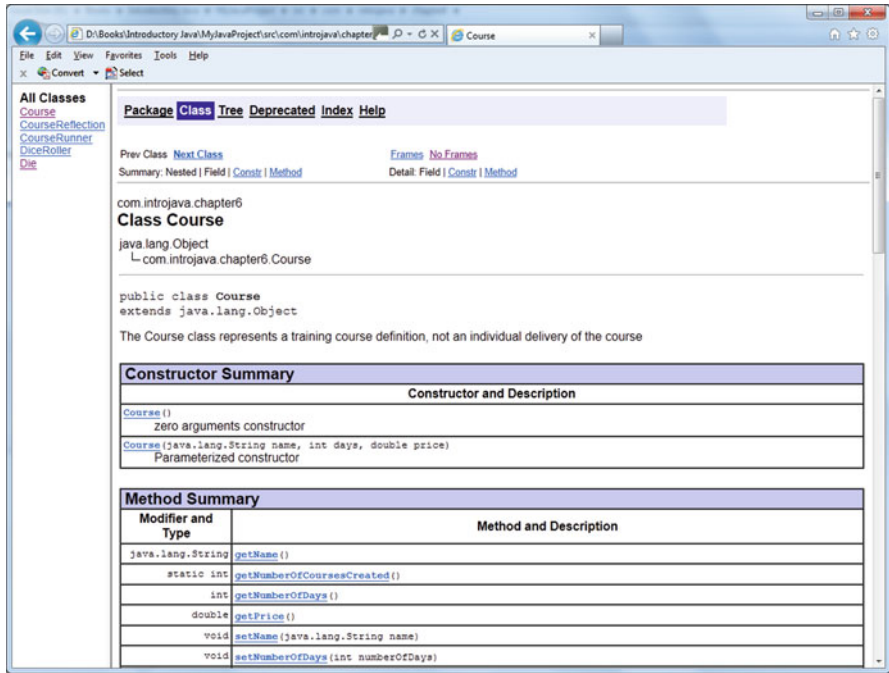 D:\Books\Introductory Java\MyJavaProject\src\com\introjava\chapter
Course
File Edit View Favorites Tools Help
x Convert Select
All Classes
Course
CourseReflection
CourseRunner
DiceRoller
Die
Package Class Tree Deprecated Index Help
Prev Class Next Class Frames No Frames
Summary: Nested | Field | Constr | Method Detail: Field | Constr | Method
com.introjava.chapter6
Class Course
java.lang.Object
com.introjava.chapter6.Course
public class Course
extends java.lang.Object
The Course class represents a training course definition, not an individual delivery of the course
Constructor Summary
Constructor and Description
Course()
zero arguments constructor
Course(java.lang.String name, int days, double price)
Parameterized constructor
Method Summary
Modifier and Type Method and Description
java.lang.String getName()
static int getNumberOfCoursesCreated()
int getNumberOfDays()
double getPrice()
void setName(java.lang.String name)
void setNumberOfDays(int numberOfDays)